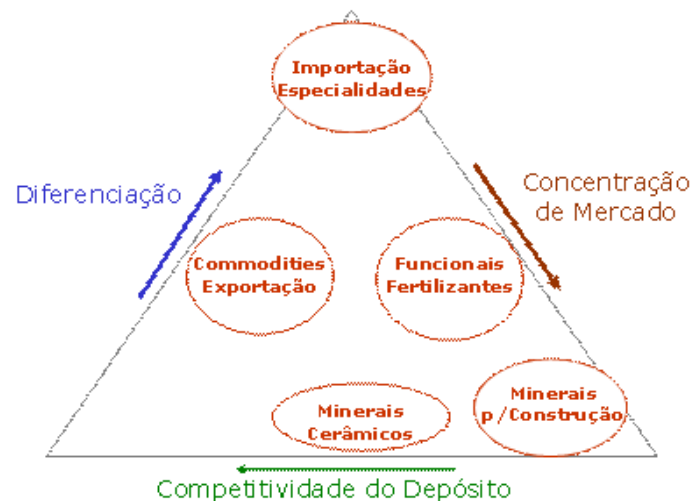 Importação
Especialidades
Diferenciação
Concentração
de Mercado
Commodities
Exportação
Funcionais
Fertilizantes
Minerais
Cerâmicos
Minerais
p/Construção
Competitividade do Depósito